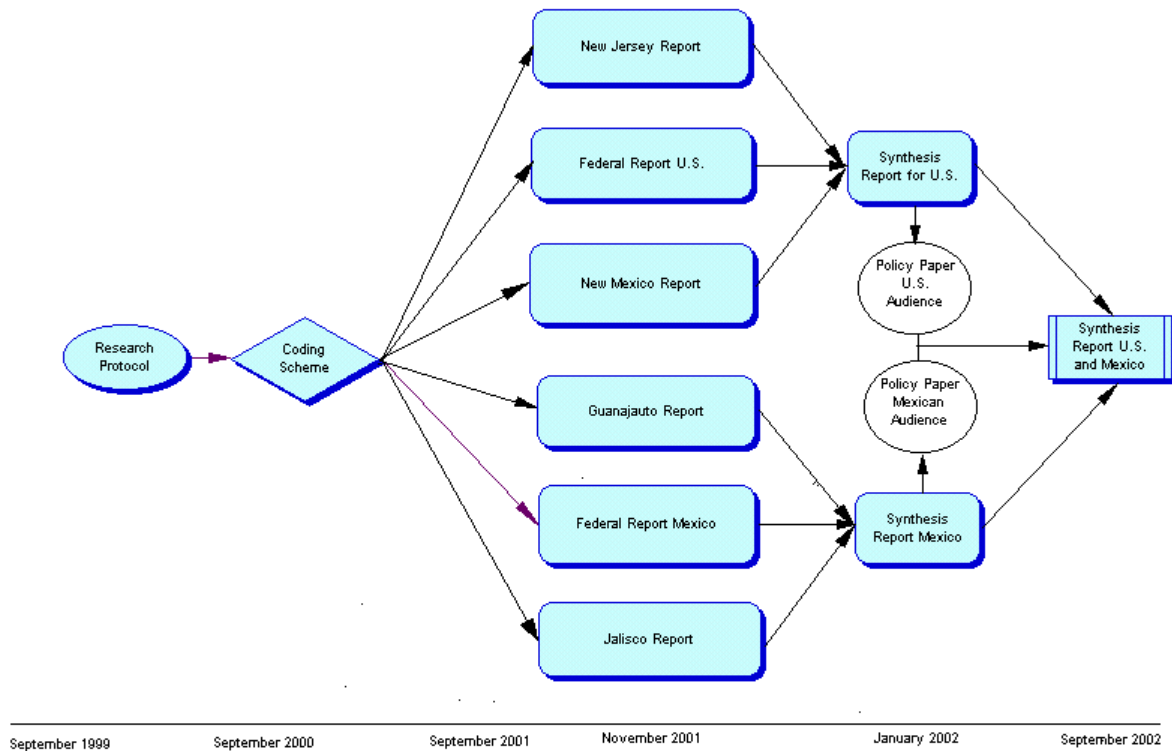 New Jersey Report
Federal Report U.S.
Synthesis
Report for U.S.
New Mexico Report
Policy Paper
U.S.
Audience
Research
Protocol
Coding
Scheme
Synthesis
Report U.S.
and Mexico
Guanajauto Report
Policy Paper
Mexican
Audience
Federal Report Mexico
Synthesis
Report Mexico
Jalisco Report
September 1999
September 2000
September 2001
November 2001
January 2002
September 2002